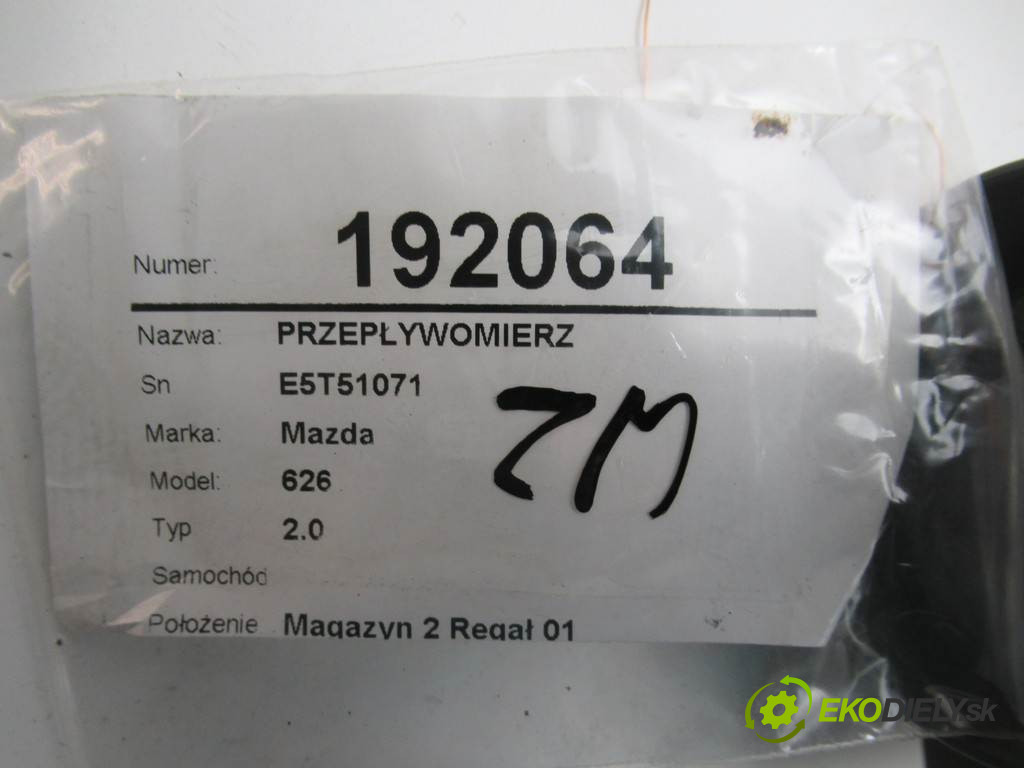 Numer: 192064
Nazwa: PRZEPŁYWOMIERZ
Sn E5T51071
Marka: Mazda
Model: 626
Typ 2.0
Samochód
Położenie Magazyn 2 Regał 01
ZM
EKODIELY.sk